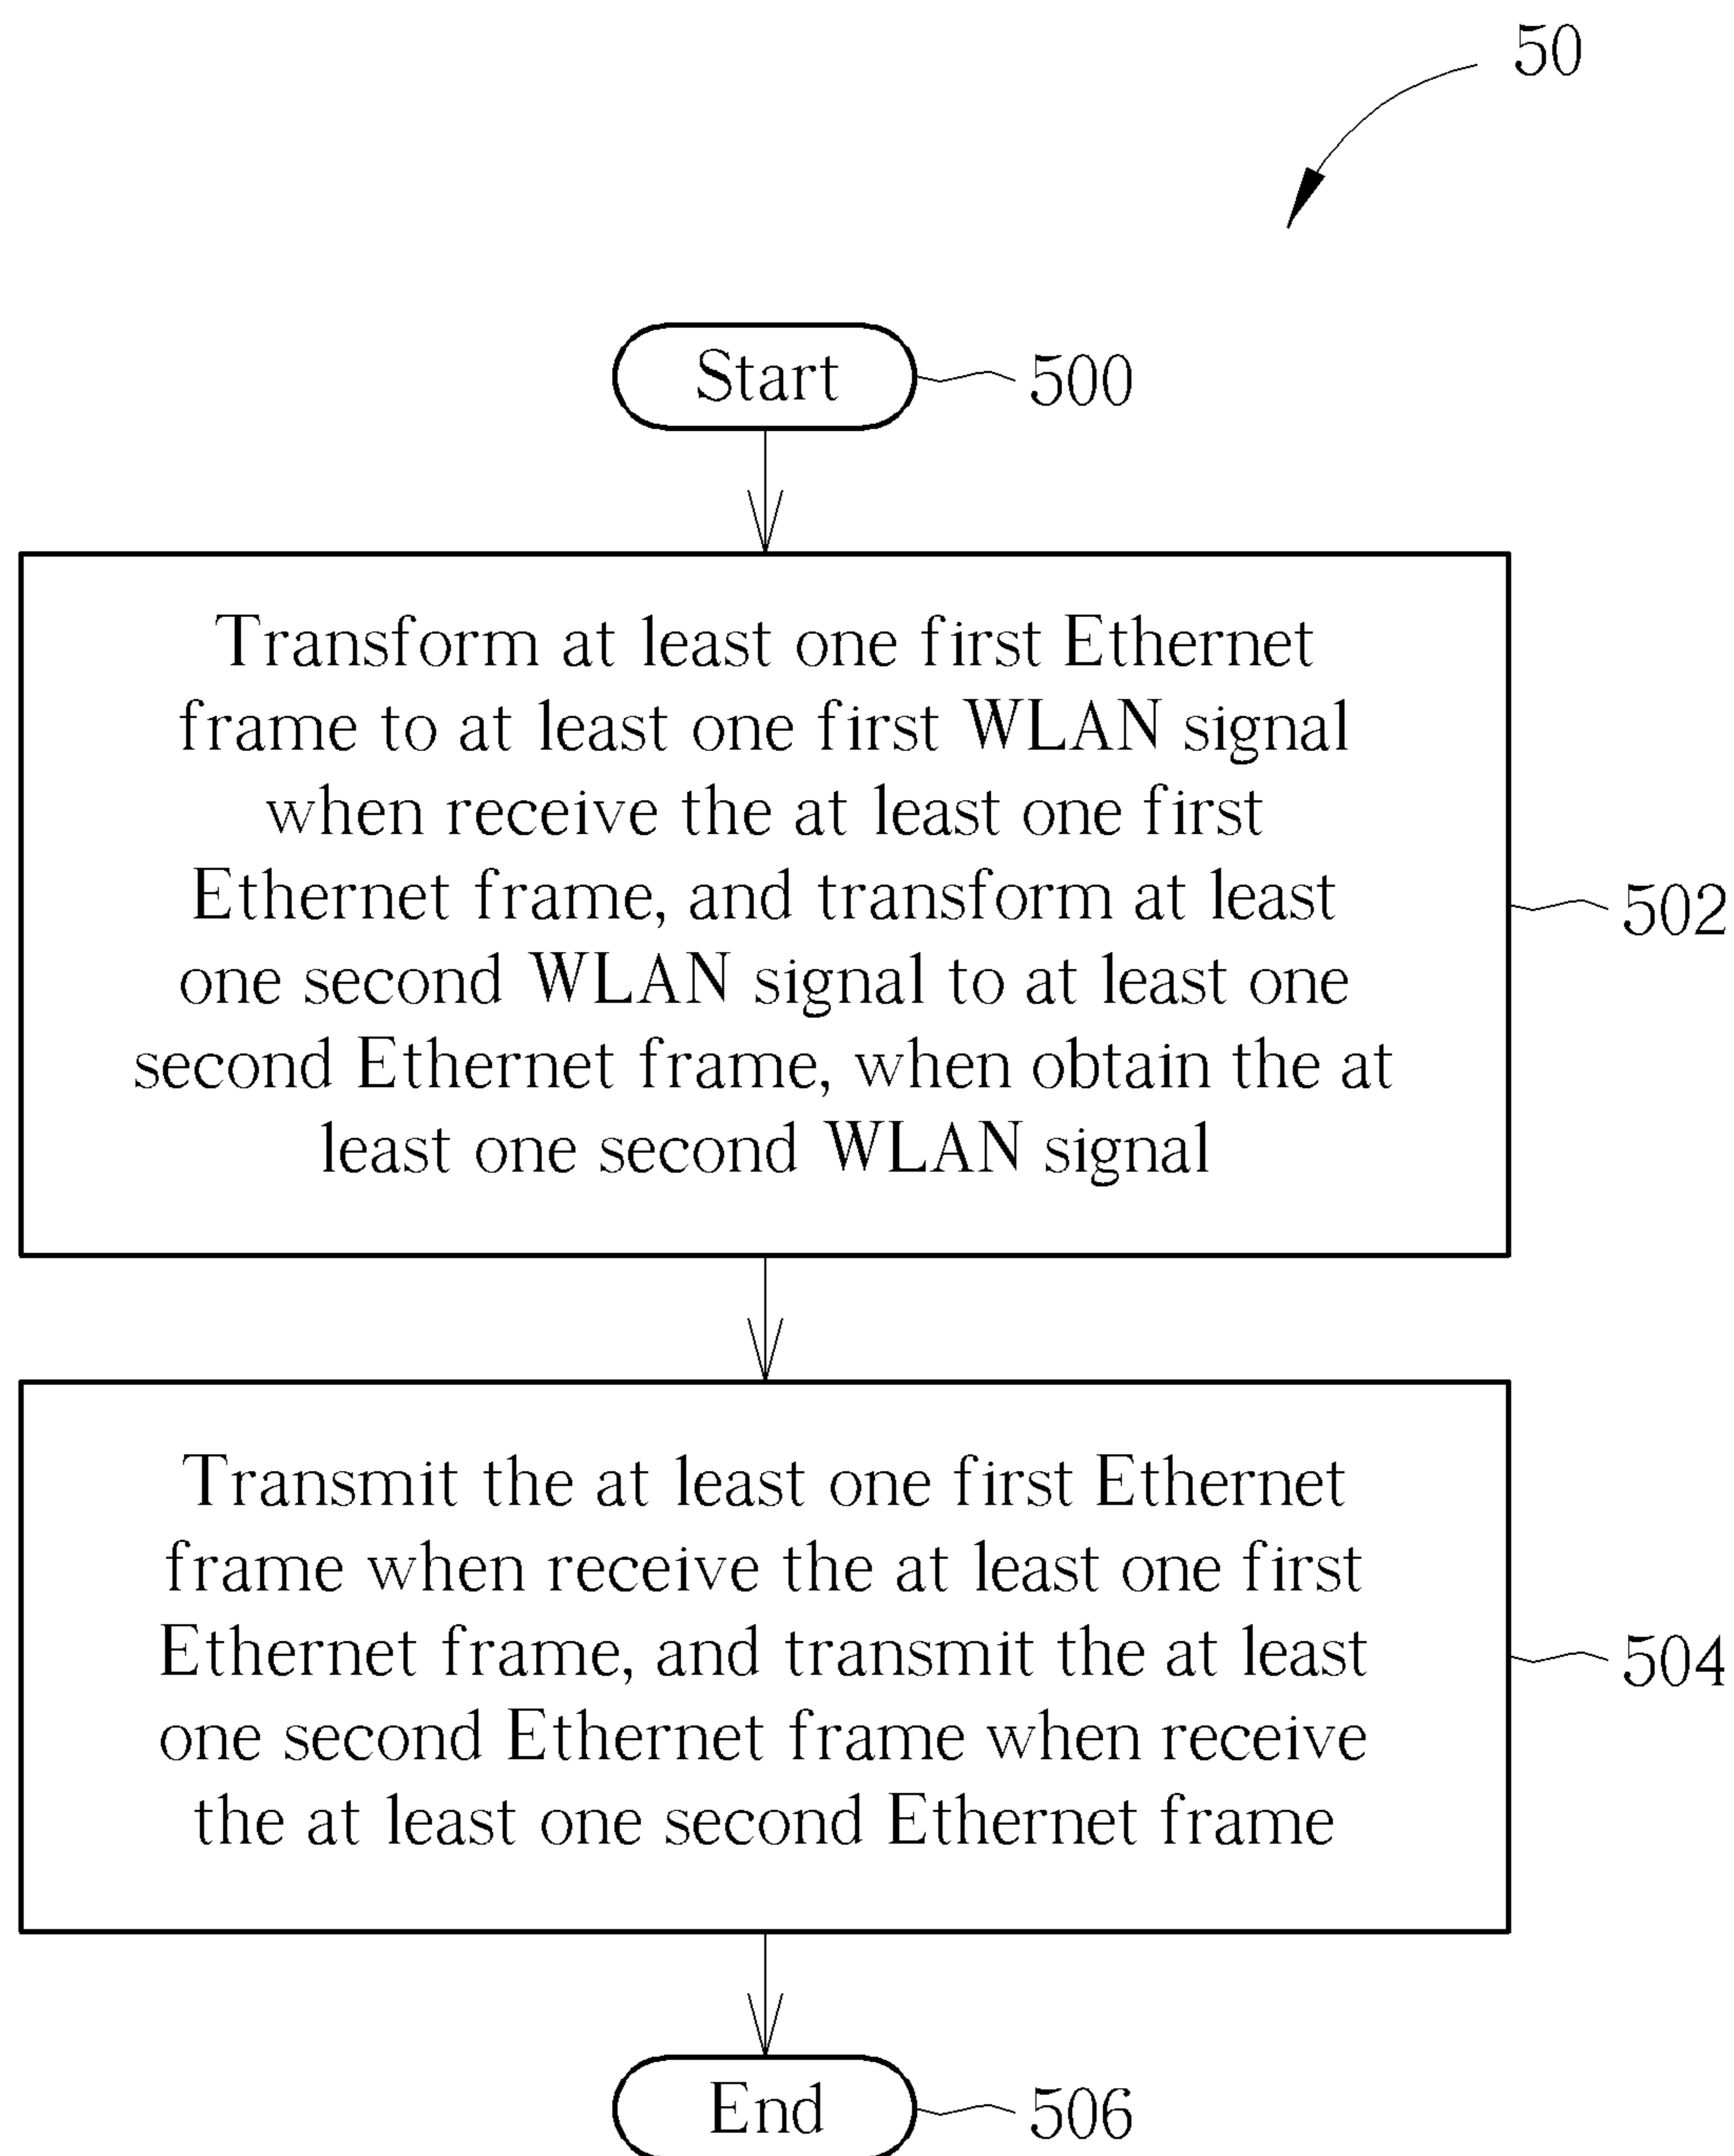 50
Start
500
Transform at least one first Ethernet
frame to at least one first WLAN signal
when receive the at least one first
Ethernet frame, and transform at least
one second WLAN signal to at least one
second Ethernet frame, when obtain the at
least one second WLAN signal
502
Transmit the at least one first Ethernet
frame when receive the at least one first
Ethernet frame, and transmit the at least
one second Ethernet frame when receive
the at least one second Ethernet frame
504
End
506